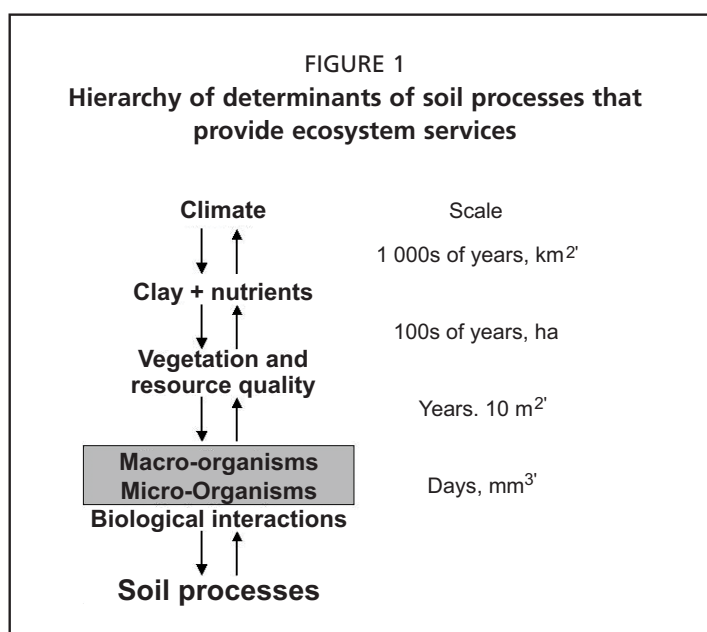 FIGURE 1
Hierarchy of determinants of soil processes that
provide ecosystem services
Climate
Scale
1 000s of years, km2'
Clay + nutrients
100s of years, ha
Vegetation and
resource quality
Years. 10 m2'
Macro-organisms
Micro-Organisms
Days, mm3'
Biological interactions
Soil processes